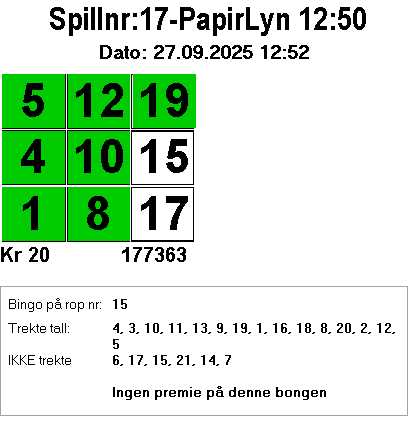 Spillnr:17-PapirLyn 12:50
Dato: 27.09.2025 12:52
5 12 19
4 10 15
1 8 17
Kr 20 177363
Bingo på rop nr: 15
Trekte tall: 4, 3, 10, 11, 13, 9, 19, 1, 16, 18, 8, 20, 2, 12,
5
IKKE trekte 6, 17, 15, 21, 14, 7
Ingen premie på denne bongen